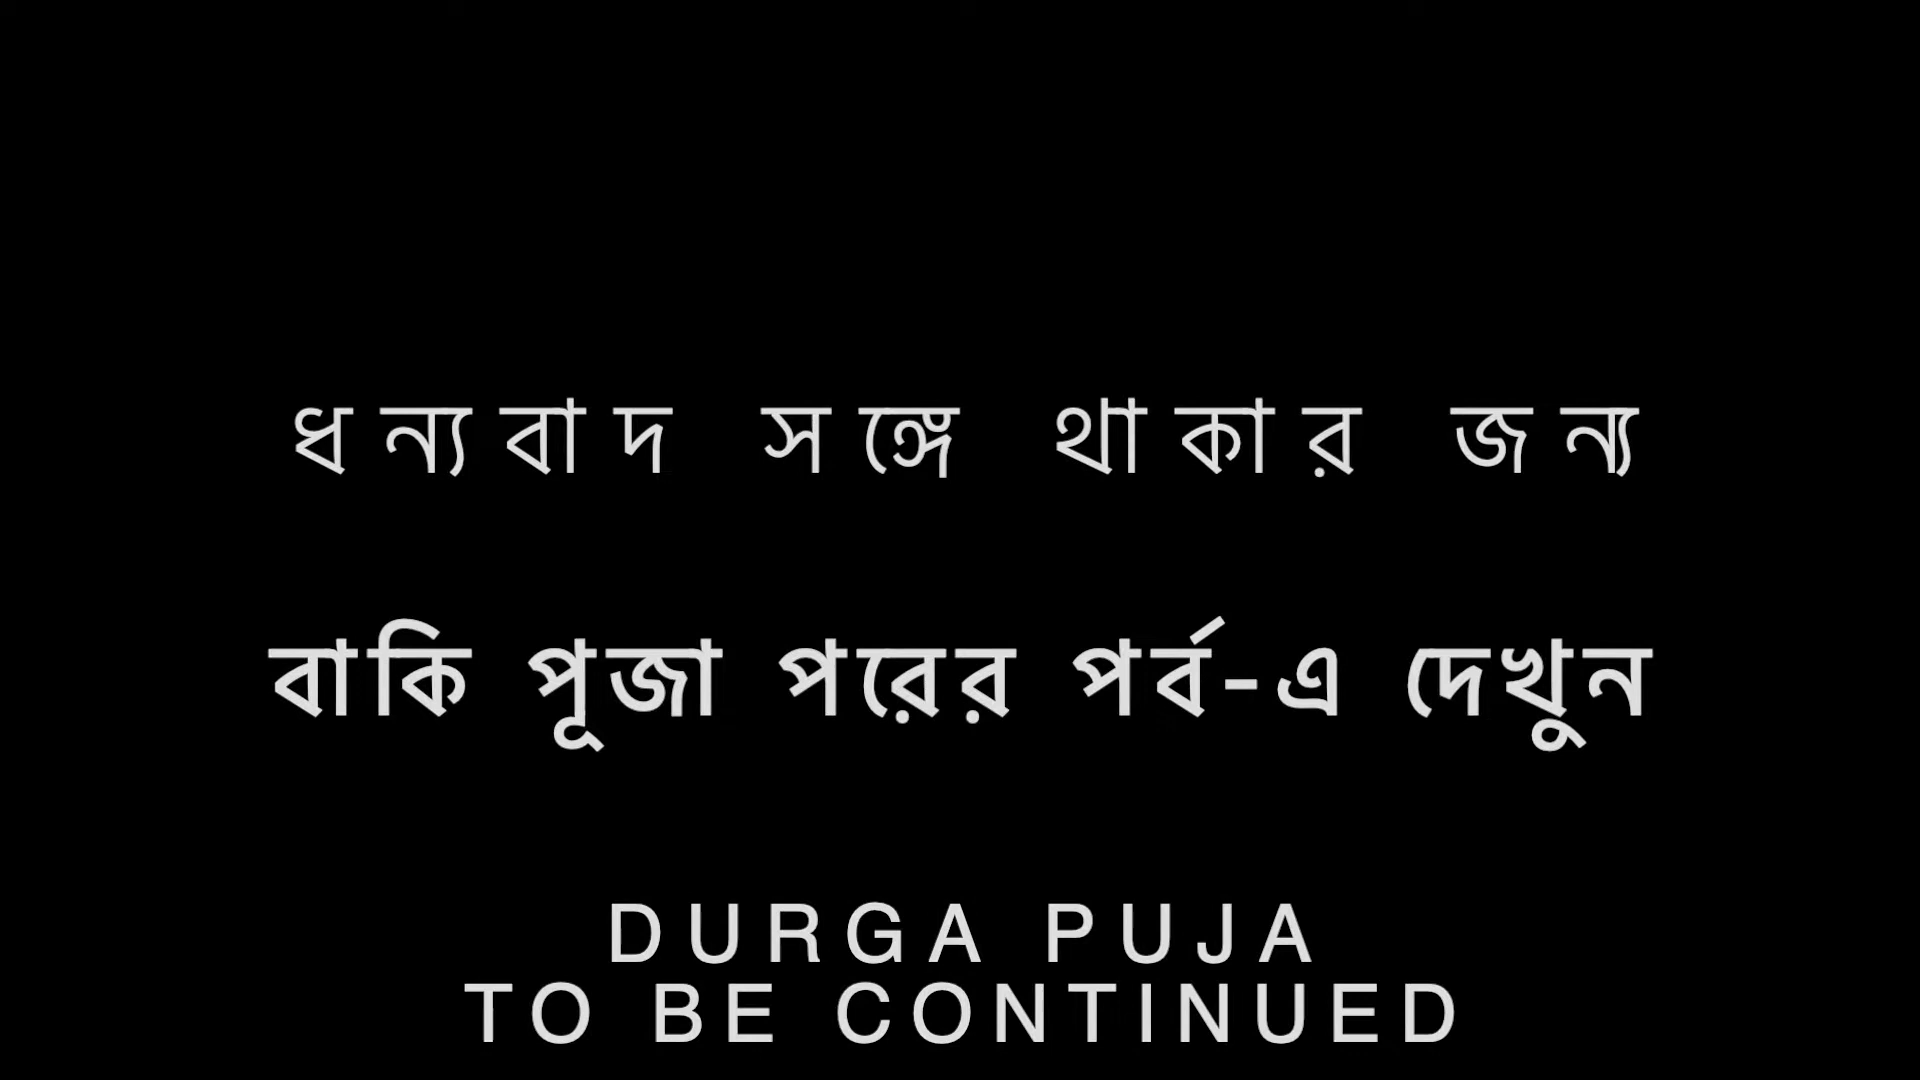 ধন্যবাদ সঙ্গে থাকার জন্য
বাকি পূজা পরের পর্ব-এ দেখুন
DURGA PUJA
TO BE CONTINUED